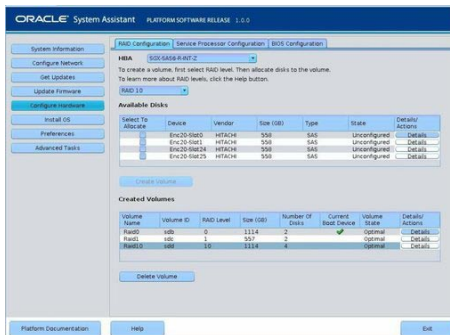 ORACLE System Assistant PLATFORM SOFTWARE RELEASE 1.0.0
System Information
Configure Network
Get Updates
Update Firmware
Configure Hardware
Install OS
Preferences
Advanced Tasks
RAID Configuration Service Processor Configuration BIOS Configuration
HBA SGX-SAS6-R-INT-Z
To create a volume, first select RAID level. Then allocate disks to the volume.
To learn more about RAID levels, click the Help button.
RAID 10
Available Disks
Select To Allocate Device Vendor Size (GB) Type State Details/ Actions
Enc20-Slot0 HITACHI 558 SAS Unconfigured Details
Enc20-Slot1 HITACHI 558 SAS Unconfigured Details
Enc20-Slot24 HITACHI 558 SAS Unconfigured Details
Enc20-Slot25 HITACHI 558 SAS Unconfigured Details
Create Volume
Created Volumes
Volume Name Volume ID RAID Level Size (GB) Number Of Disks Current Boot Device Volume State Details/ Actions
Raid0 sdb 0 1114 2 Optimal Details
Raid1 sdc 1 557 2 Optimal Details
Raid10 sdd 10 1114 4 Optimal Details
Delete Volume
Platform Documentation Help Exit